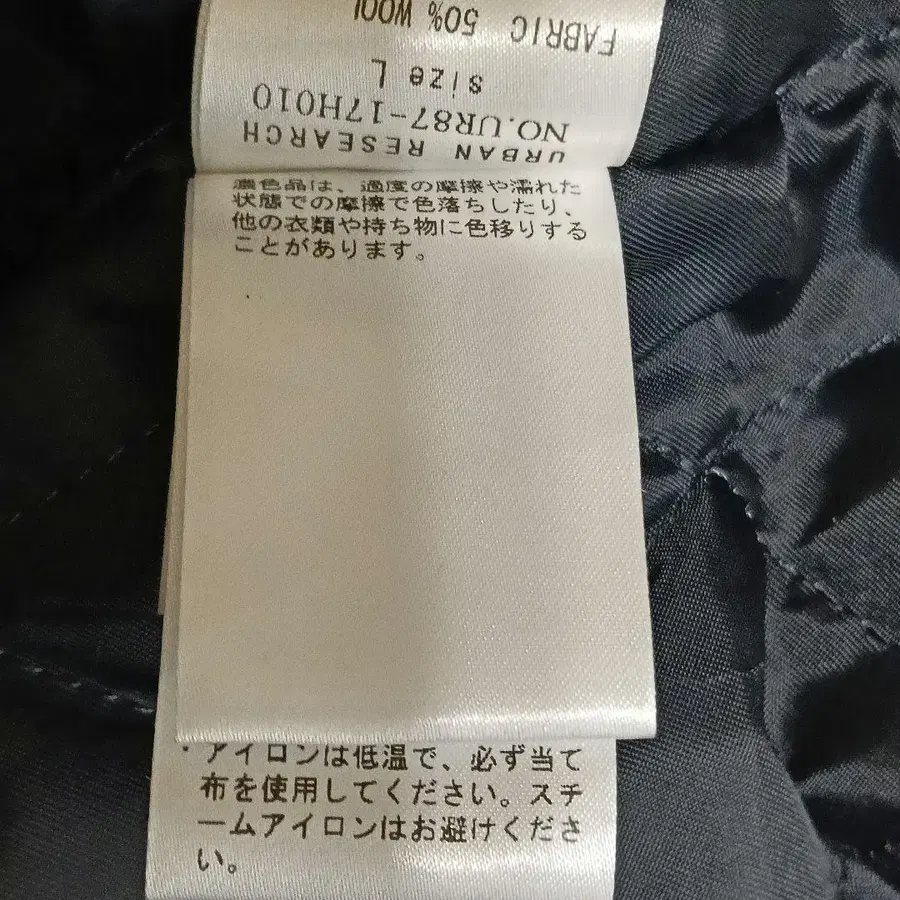 URBAN RESEARCH
NO.UR87-17H010
size L
FABRIC 50% WOOL
濃色品は、過度の摩擦や濡れた
状態での摩擦で色落ちしたり、
他の衣類や持ち物に色移りする
ことがあります。
・アイロンは低温で、必ず当て
布を使用してください。スチ
ームアイロンはお避けくださ
い。